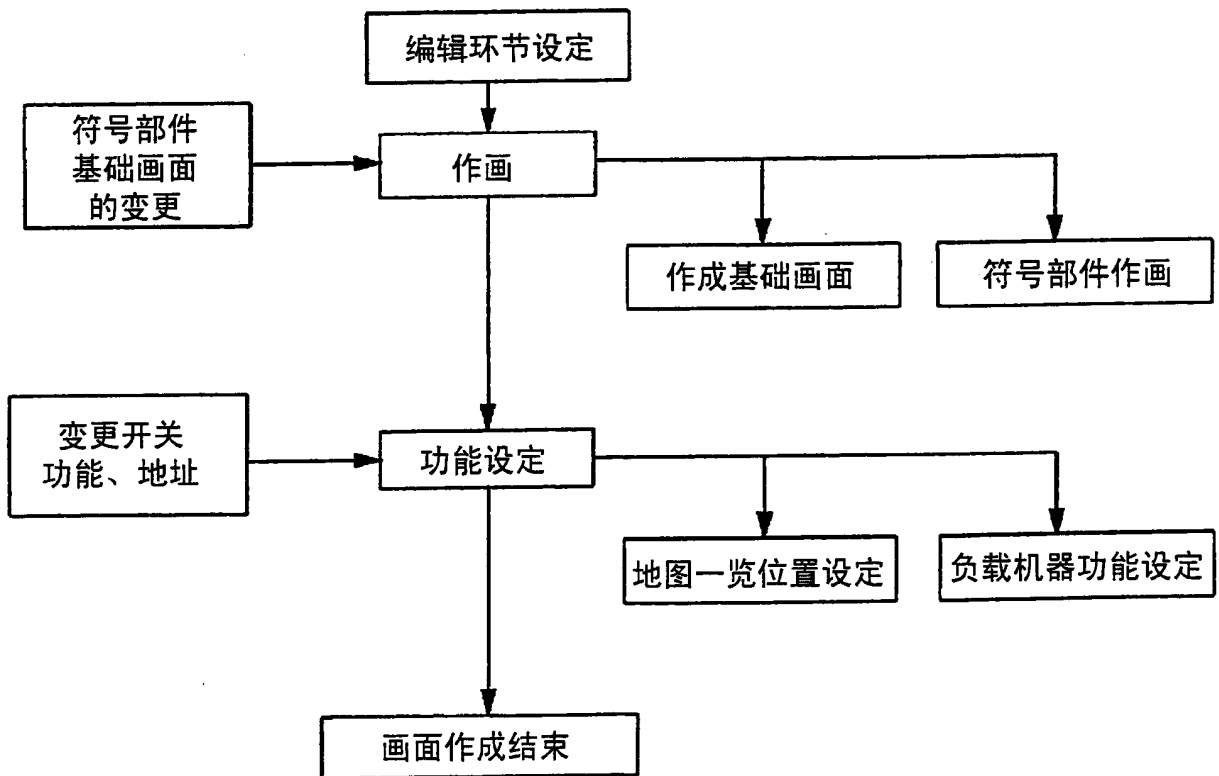 编辑环节设定
符号部件
基础画面
的变更
作画
作成基础画面
符号部件作画
变更开关
功能、地址
功能设定
地图一览位置设定
负载机器功能设定
画面作成结束